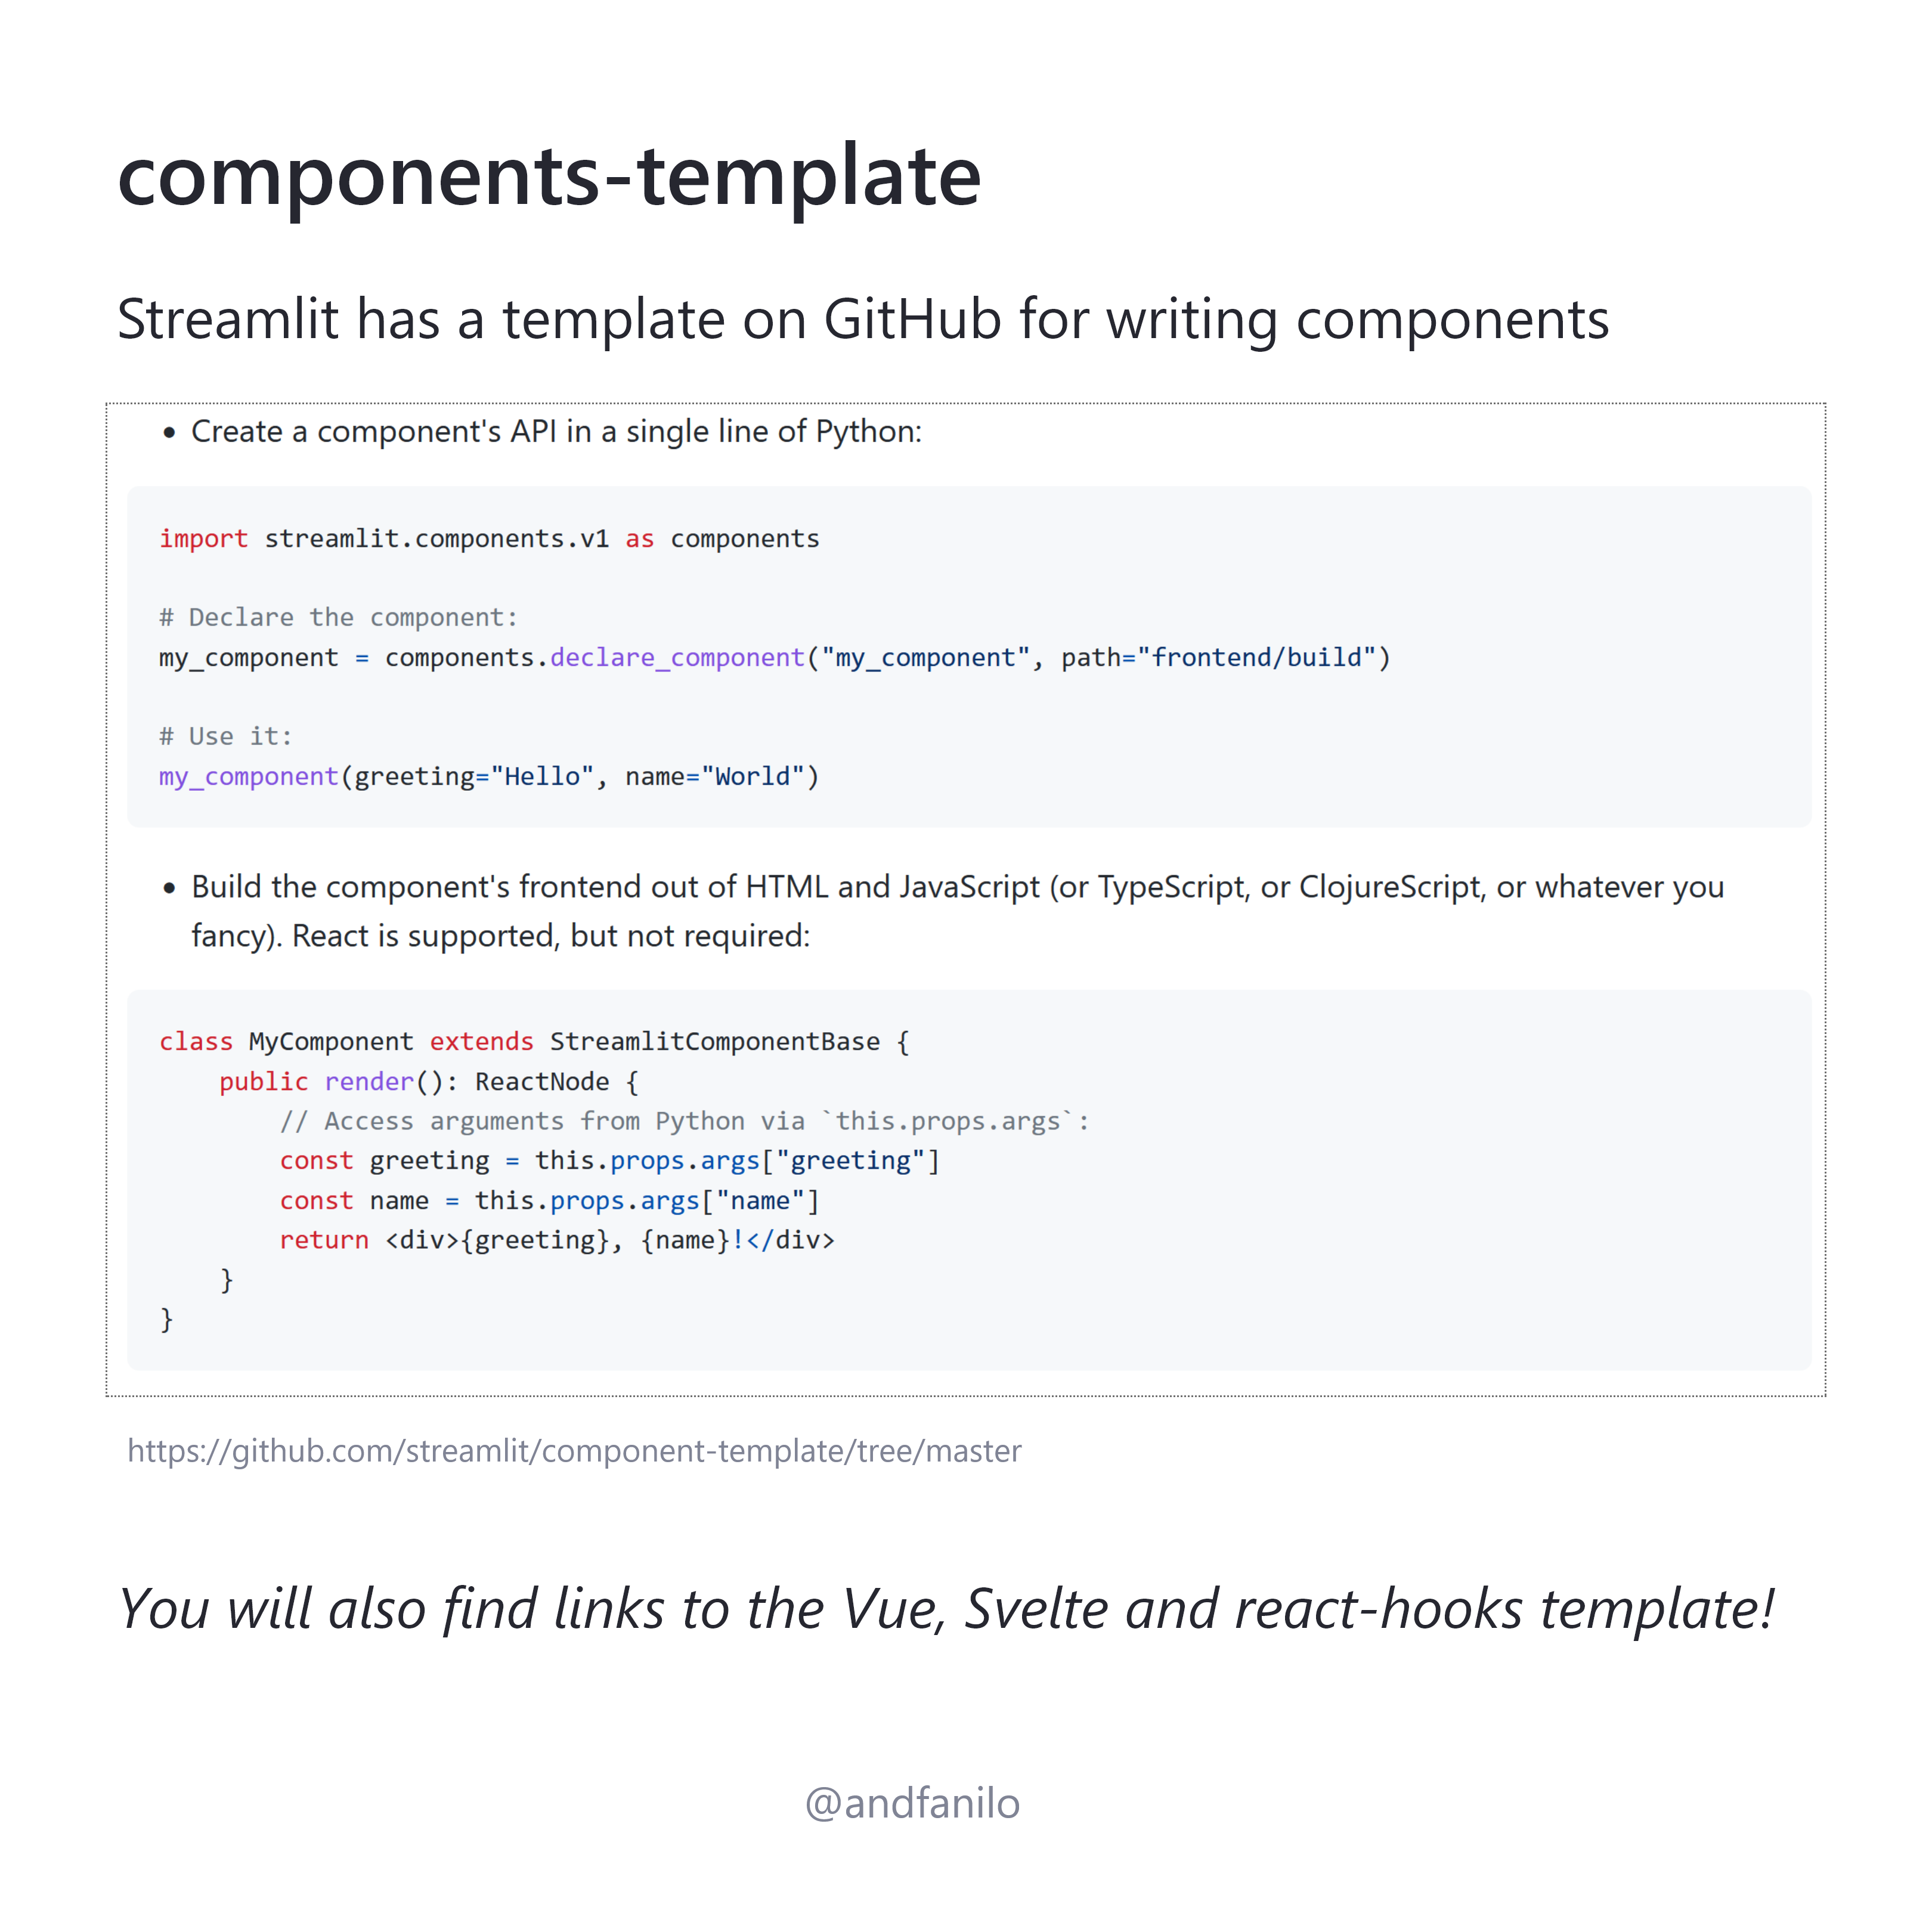 components-template
Streamlit has a template on GitHub for writing components
• Create a component's API in a single line of Python:
import streamlit.components.v1 as components
# Declare the component:
my_component = components.declare_component("my_component", path="frontend/build")
# Use it:
my_component(greeting="Hello", name="World")
• Build the component's frontend out of HTML and JavaScript (or TypeScript, or ClojureScript, or whatever you
fancy). React is supported, but not required:
class MyComponent extends StreamlitComponentBase {
    public render(): ReactNode {
        // Access arguments from Python via `this.props.args`:
        const greeting = this.props.args["greeting"]
        const name = this.props.args["name"]
        return <div>{greeting}, {name}!</div>
    }
}
https://github.com/streamlit/component-template/tree/master
You will also find links to the Vue, Svelte and react-hooks template!
@andfanilo